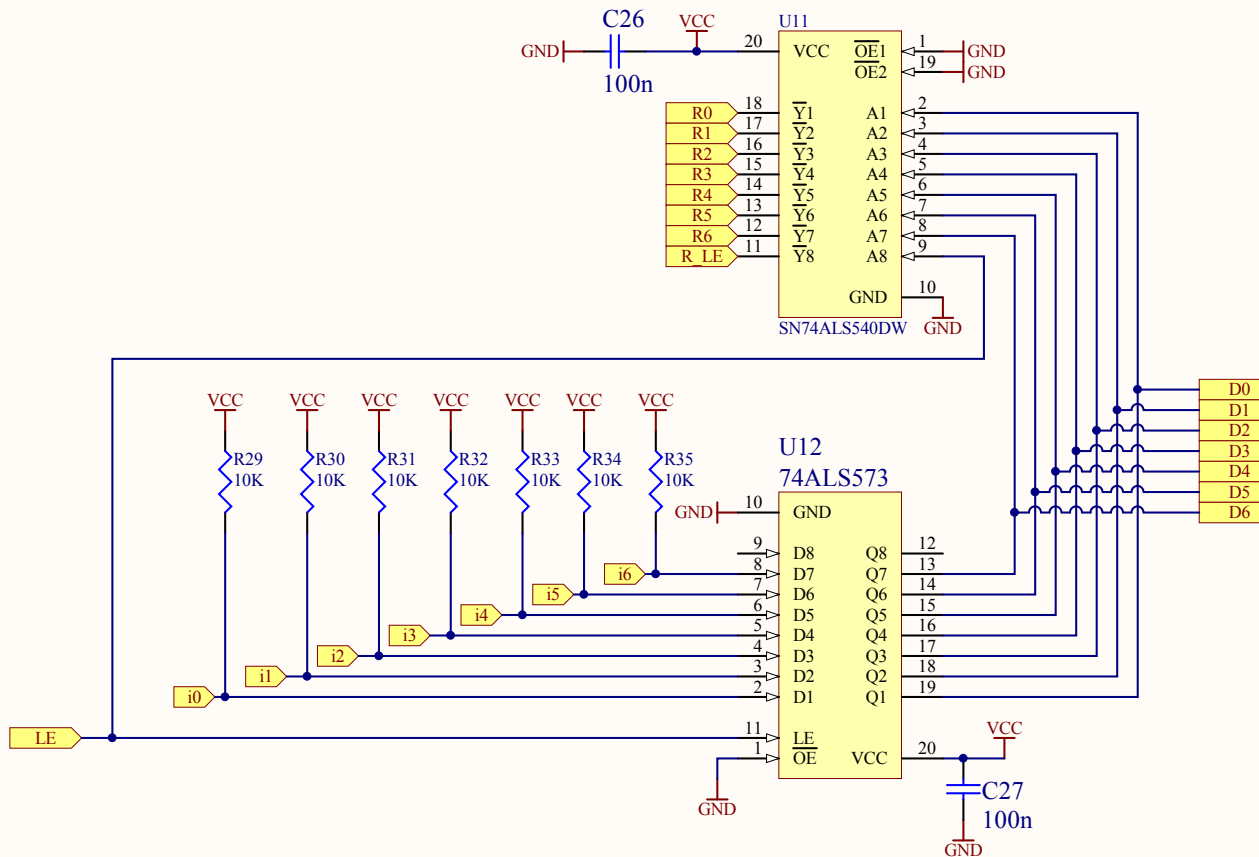 C26
VCC
U11
GND
100n
20
VCC
OE1
1
GND
OE2
19
GND
R0
18
Y1
A1
2
R1
17
Y2
A2
3
R2
16
Y3
A3
4
R3
15
Y4
A4
5
R4
14
Y5
A5
6
R5
13
Y6
A6
7
R6
12
Y7
A7
8
R_LE
11
Y8
A8
9
GND
10
GND
SN74ALS540DW
D0
D1
D2
D3
D4
D5
D6
VCC
VCC
VCC
VCC
VCC
VCC
VCC
R29
10K
R30
10K
R31
10K
R32
10K
R33
10K
R34
10K
R35
10K
U12
74ALS573
GND
10
GND
9
D8
Q8
12
i6
8
D7
Q7
13
i5
7
D6
Q6
14
i4
6
D5
Q5
15
i3
5
D4
Q4
16
i2
4
D3
Q3
17
i1
3
D2
Q2
18
i0
2
D1
Q1
19
LE
11
LE
1
OE
VCC
20
VCC
GND
C27
100n
GND